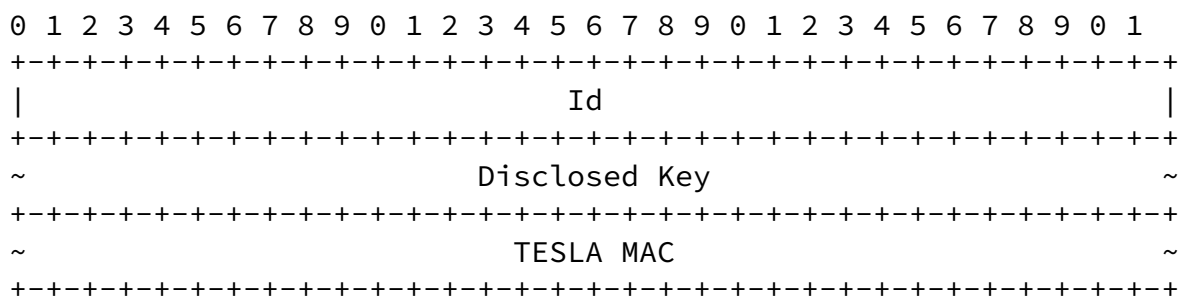 0 1 2 3 4 5 6 7 8 9 0 1 2 3 4 5 6 7 8 9 0 1 2 3 4 5 6 7 8 9 0 1
+-+-+-+-+-+-+-+-+-+-+-+-+-+-+-+-+-+-+-+-+-+-+-+-+-+-+-+-+-+-+-+-+
|                              Id                               |
+-+-+-+-+-+-+-+-+-+-+-+-+-+-+-+-+-+-+-+-+-+-+-+-+-+-+-+-+-+-+-+-+
~                         Disclosed Key                         ~
+-+-+-+-+-+-+-+-+-+-+-+-+-+-+-+-+-+-+-+-+-+-+-+-+-+-+-+-+-+-+-+-+
~                           TESLA MAC                           ~
+-+-+-+-+-+-+-+-+-+-+-+-+-+-+-+-+-+-+-+-+-+-+-+-+-+-+-+-+-+-+-+-+